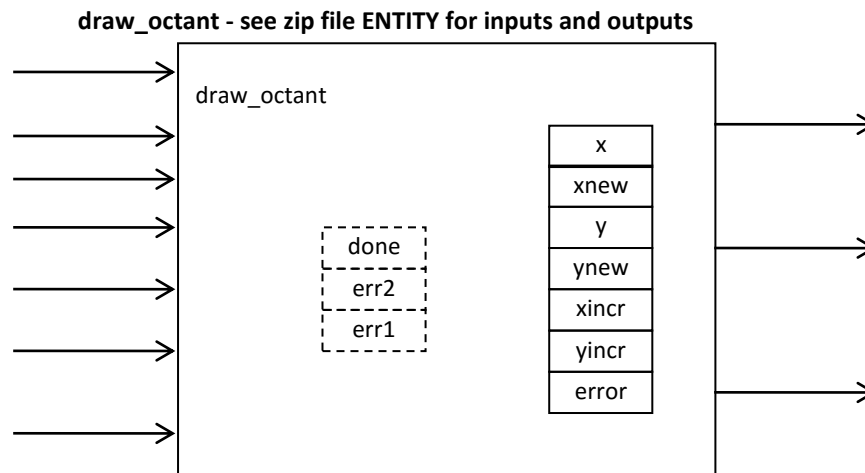 draw_octant - see zip file ENTITY for inputs and outputs
draw_octant
x
xnew
y
ynew
xincr
yincr
error
done
err2
err1